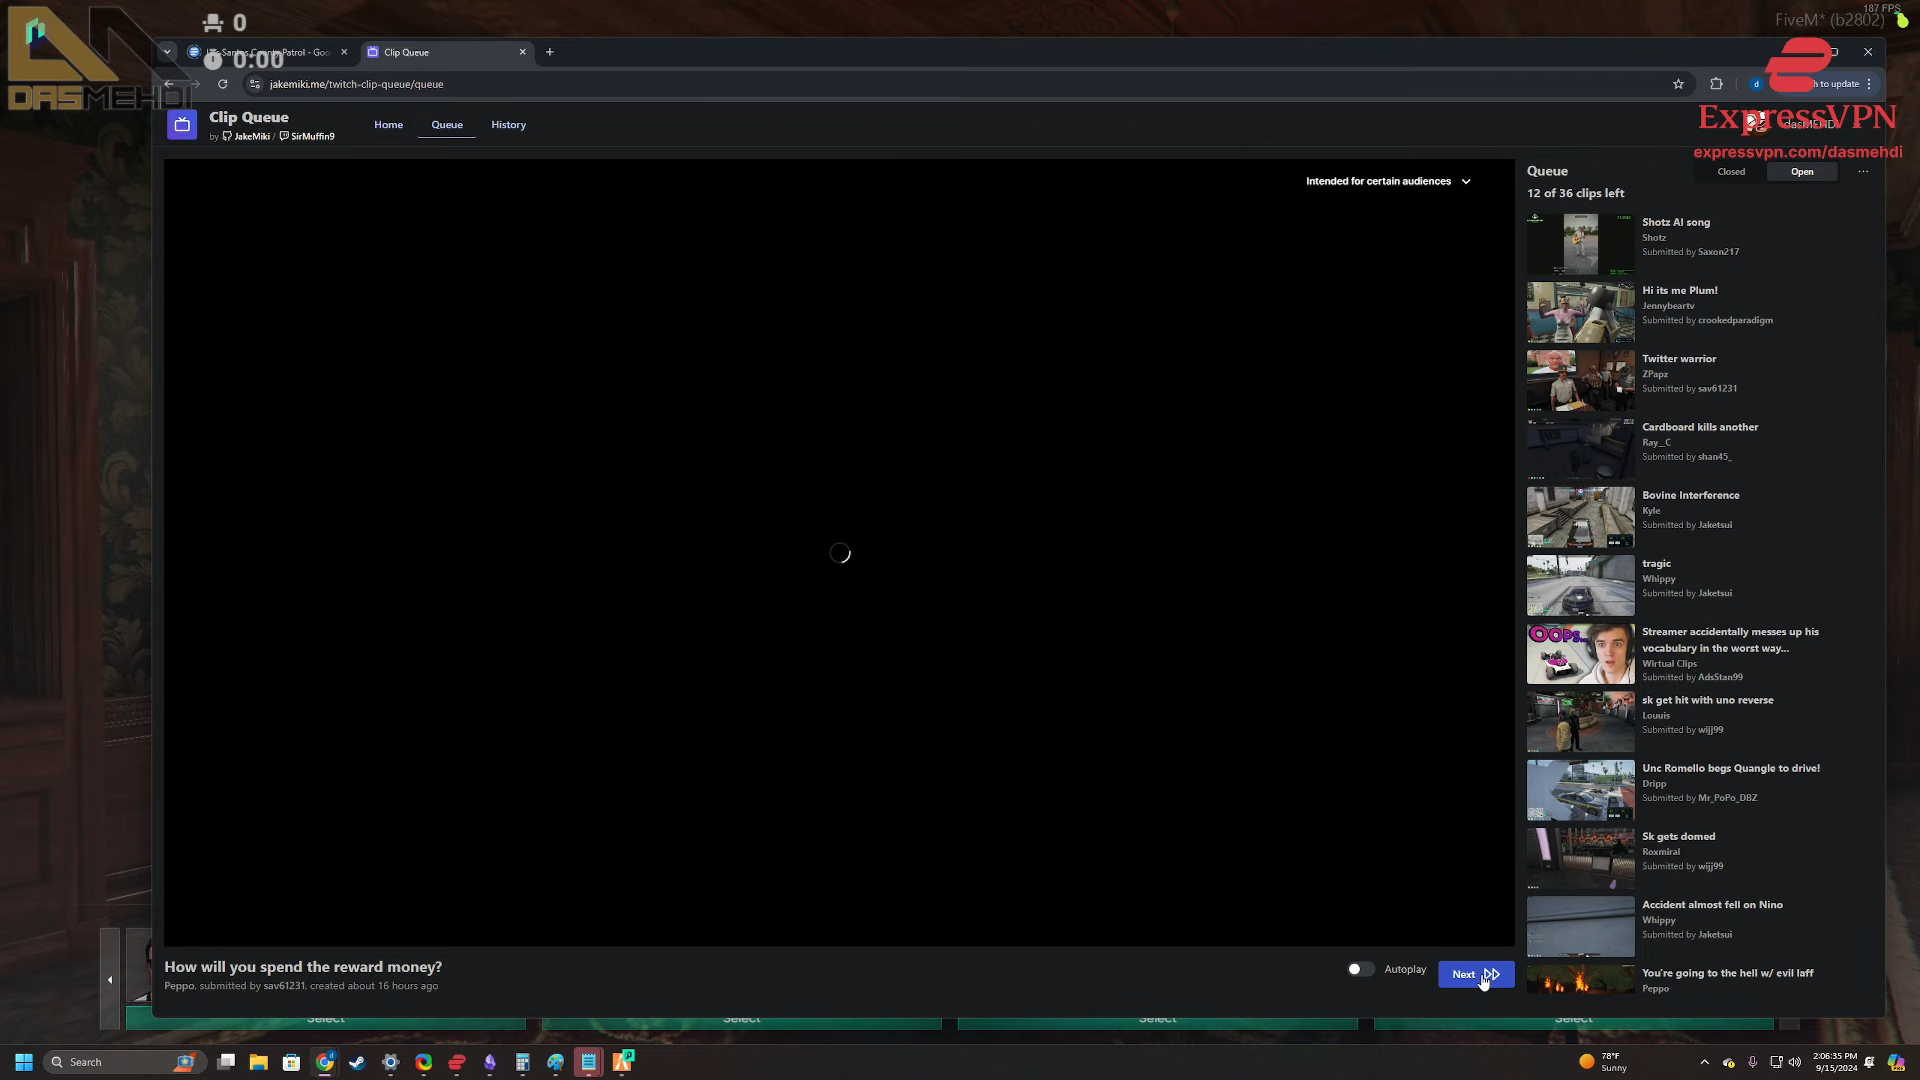 0
187 FPS
FiveM* (b2802)
DASMEHDI
Los Santos County Patrol - Goo
Clip Queue
0:00
jakemiki.me/twitch-clip-queue/queue
to update
Clip Queue
by JakeMiki / SirMuffin9
Home
Queue
History
ExpressVPN
dasMEHDI
expressvpn.com/dasmehdi
Intended for certain audiences
Queue
Closed
Open
12 of 36 clips left
Shotz AI song
Shotz
Submitted by Saxon217
Hi its me Plum!
Jennybeartv
Submitted by crookedparadigm
Twitter warrior
ZPapz
Submitted by sav61231
Cardboard kills another
Ray__C
Submitted by shan45_
Bovine Interference
Kyle
Submitted by Jaketsui
tragic
Whippy
Submitted by Jaketsui
OOPS...
Streamer accidentally messes up his
vocabulary in the worst way...
Wirtual Clips
Submitted by AdsStan99
sk get hit with uno reverse
Louuis
Submitted by wijj99
Unc Romello begs Quangle to drive!
Dripp
Submitted by Mr_PoPo_DBZ
Sk gets domed
Roxmiral
Submitted by wijj99
Accident almost fell on Nino
Whippy
Submitted by Jaketsui
You're going to the hell w/ evil laff
Peppo
How will you spend the reward money?
Peppo, submitted by sav61231, created about 16 hours ago
Autoplay
Next
Select
Select
Select
Select
Search
78°F
Sunny
2:06:35 PM
9/15/2024